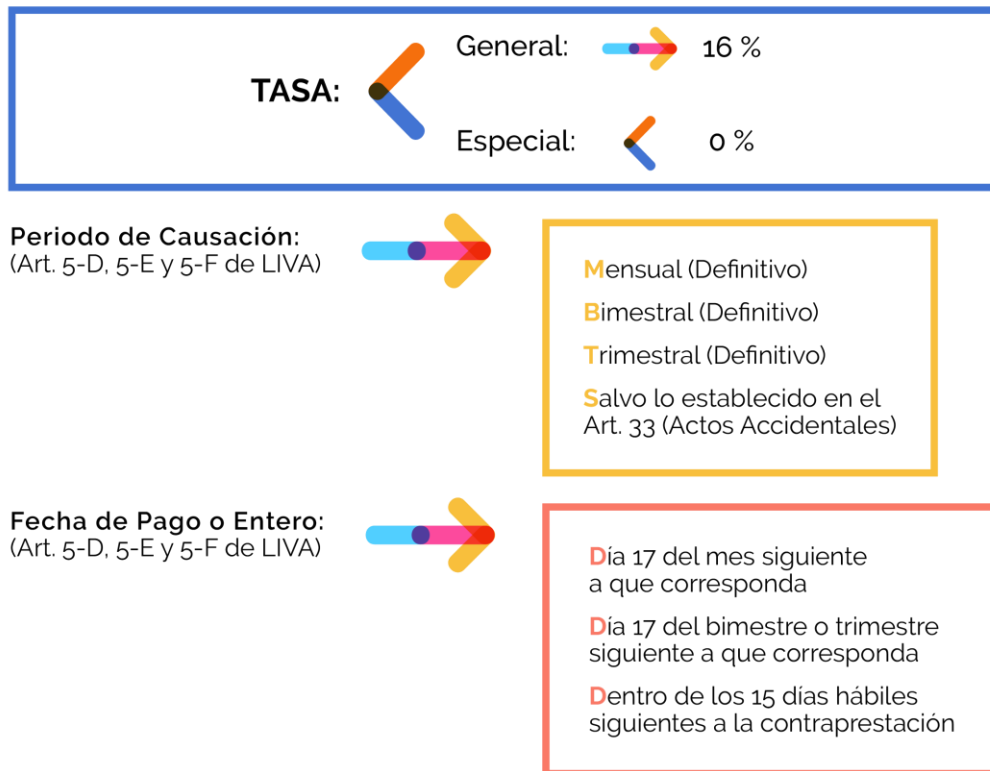 TASA:
General: 16 %
Especial: 0 %
Periodo de Causación:
(Art. 5-D, 5-E y 5-F de LIVA)
Mensual (Definitivo)
Bimestral (Definitivo)
Trimestral (Definitivo)
Salvo lo establecido en el
Art. 33 (Actos Accidentales)
Fecha de Pago o Entero:
(Art. 5-D, 5-E y 5-F de LIVA)
Día 17 del mes siguiente
a que corresponda
Día 17 del bimestre o trimestre
siguiente a que corresponda
Dentro de los 15 días hábiles
siguientes a la contraprestación